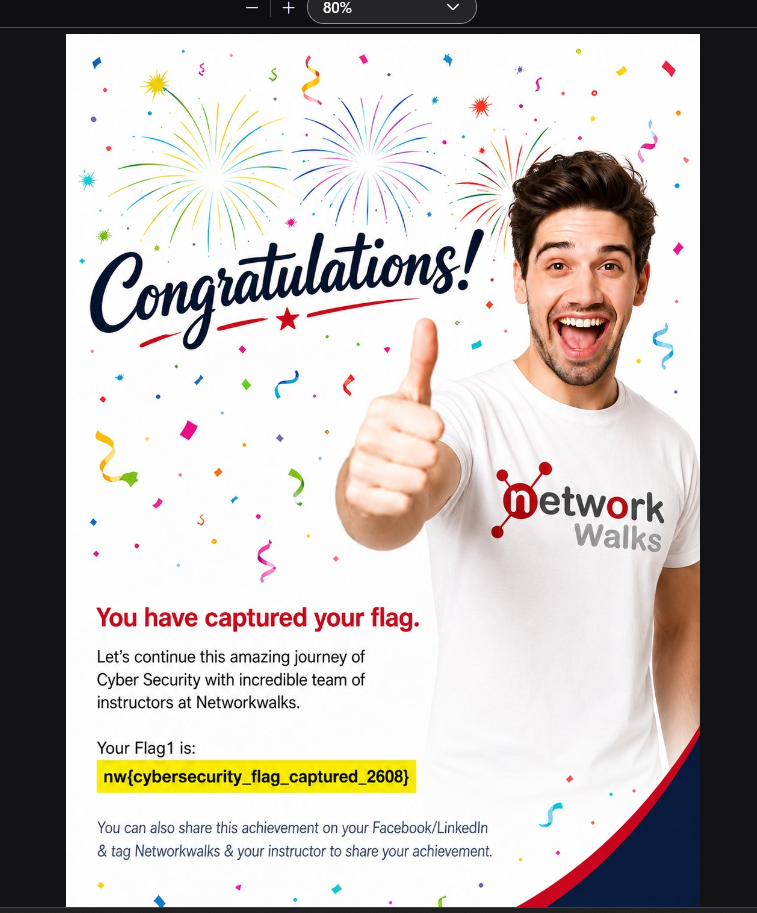 80%
Congratulations!
network
Walks
You have captured your flag.
Let's continue this amazing journey of
Cyber Security with incredible team of
instructors at Networkwalks.
Your Flag1 is:
nw{cybersecurity_flag_captured_2608}
You can also share this achievement on your Facebook/LinkedIn
& tag Networkwalks & your instructor to share your achievement.